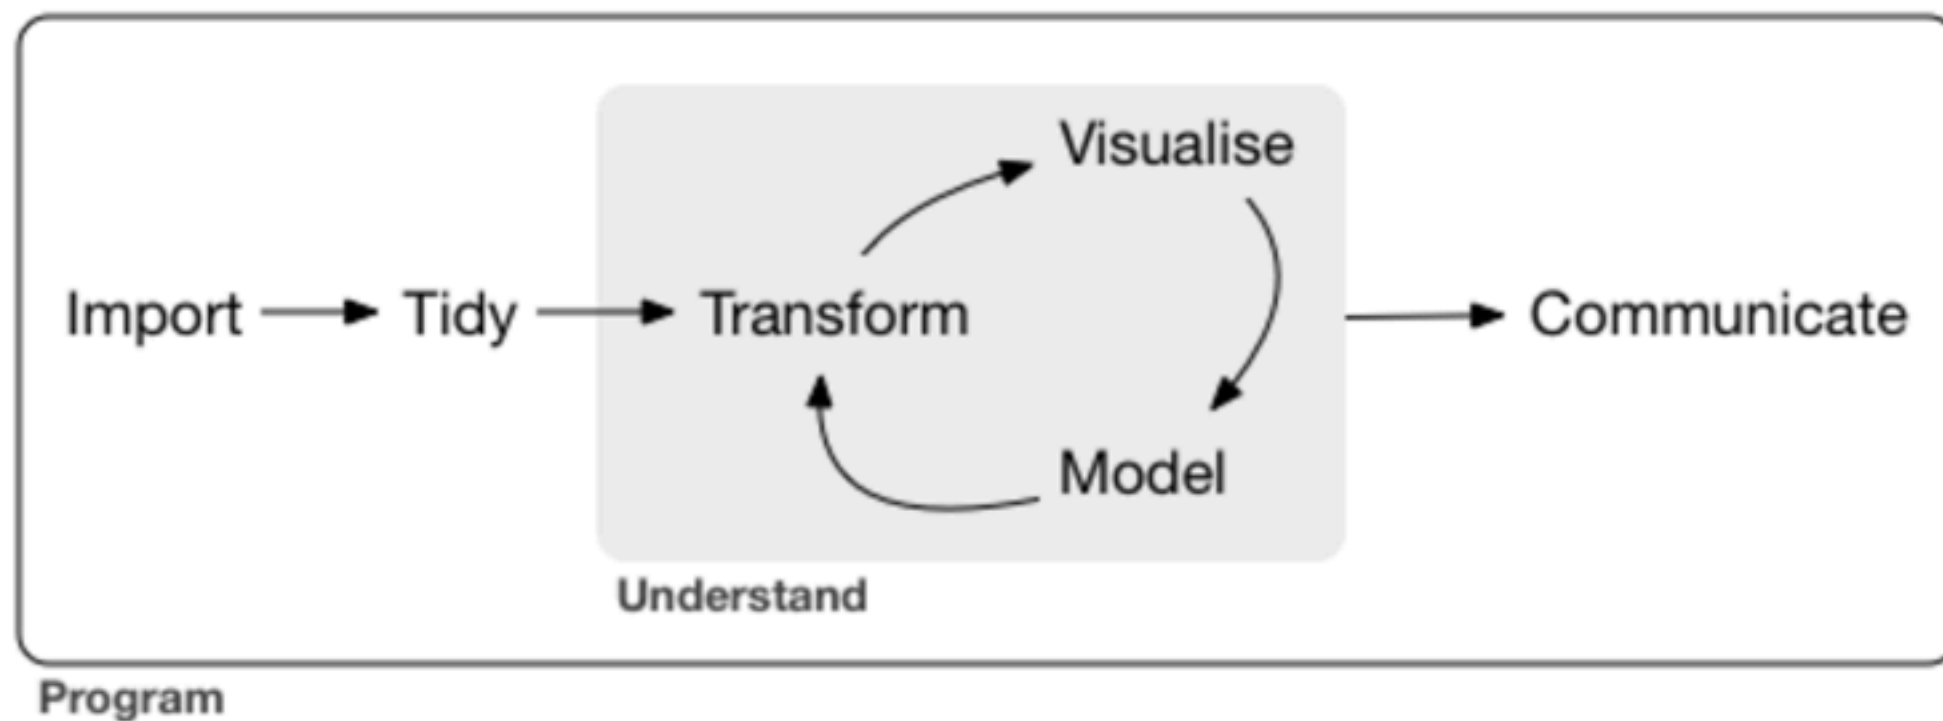 Visualise
Import Tidy Transform Communicate
Model
Understand
Program